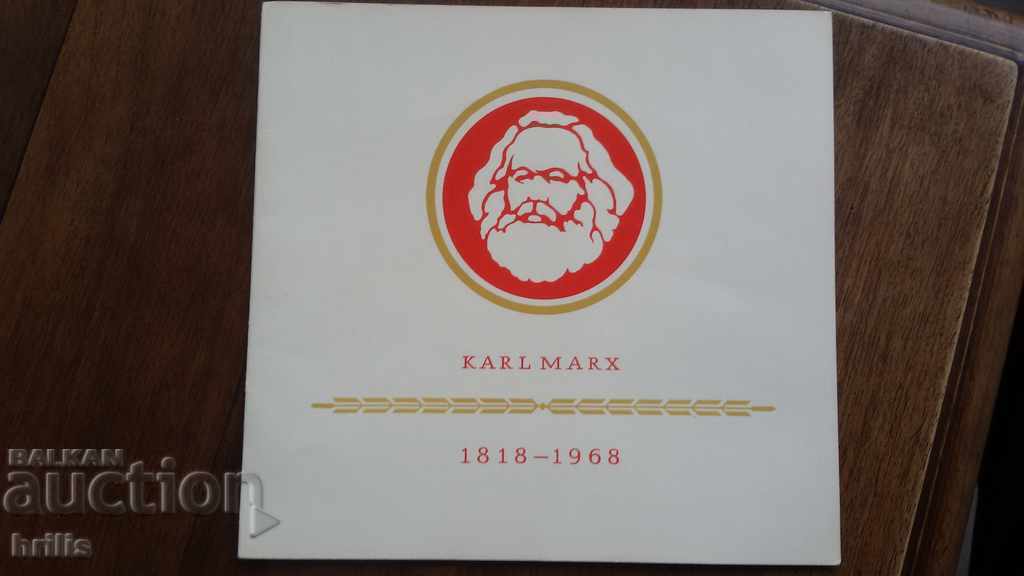 KARL MARX
1818–1968
BALKAN
auction
hrilis